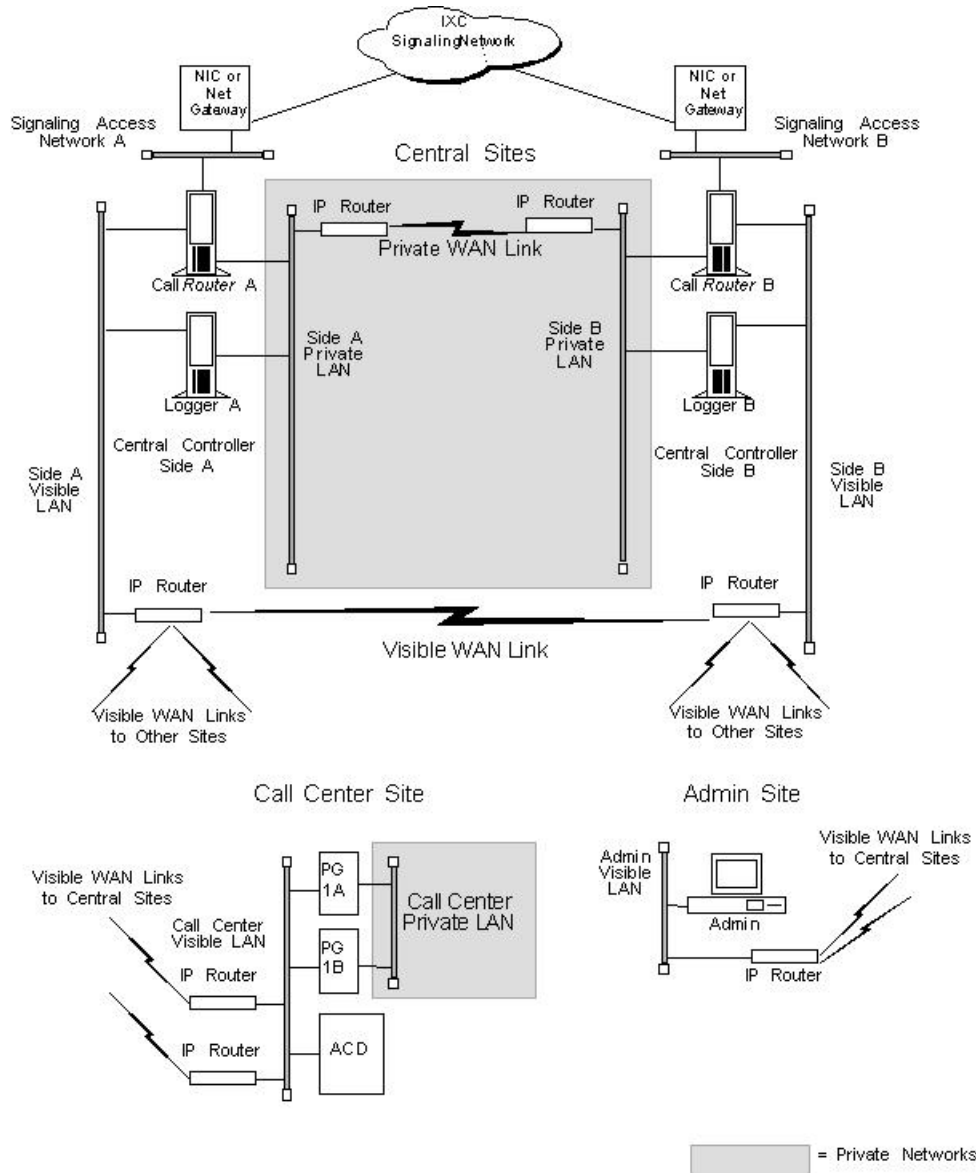 IXC
SignalingNetwork
NIC or
Net
Gateway
NIC or
Net
Gateway
Signaling Access
Network A
Signaling Access
Network B
Central Sites
IP Router
IP Router
Private WAN Link
CallRouter A
Call Router B
Side A
Private
LAN
Side B
Private
LAN
Logger A
Logger B
Central Controller
Side A
Central Controller
Side B
Side A
Visible
LAN
Side B
Visible
LAN
IP Router
IP Router
Visible WAN Link
Visible WAN Links
to Other Sites
Visible WAN Links
to Other Sites
Call Center Site
Admin Site
Visible WAN Links
to Central Sites
Call Center
Visible LAN
IP Router
IP Router
PG
1A
PG
1B
ACD
Call Center
Private LAN
Admin
Visible
LAN
Admin
Visible WAN Links
to Central Sites
IP Router
= Private Networks